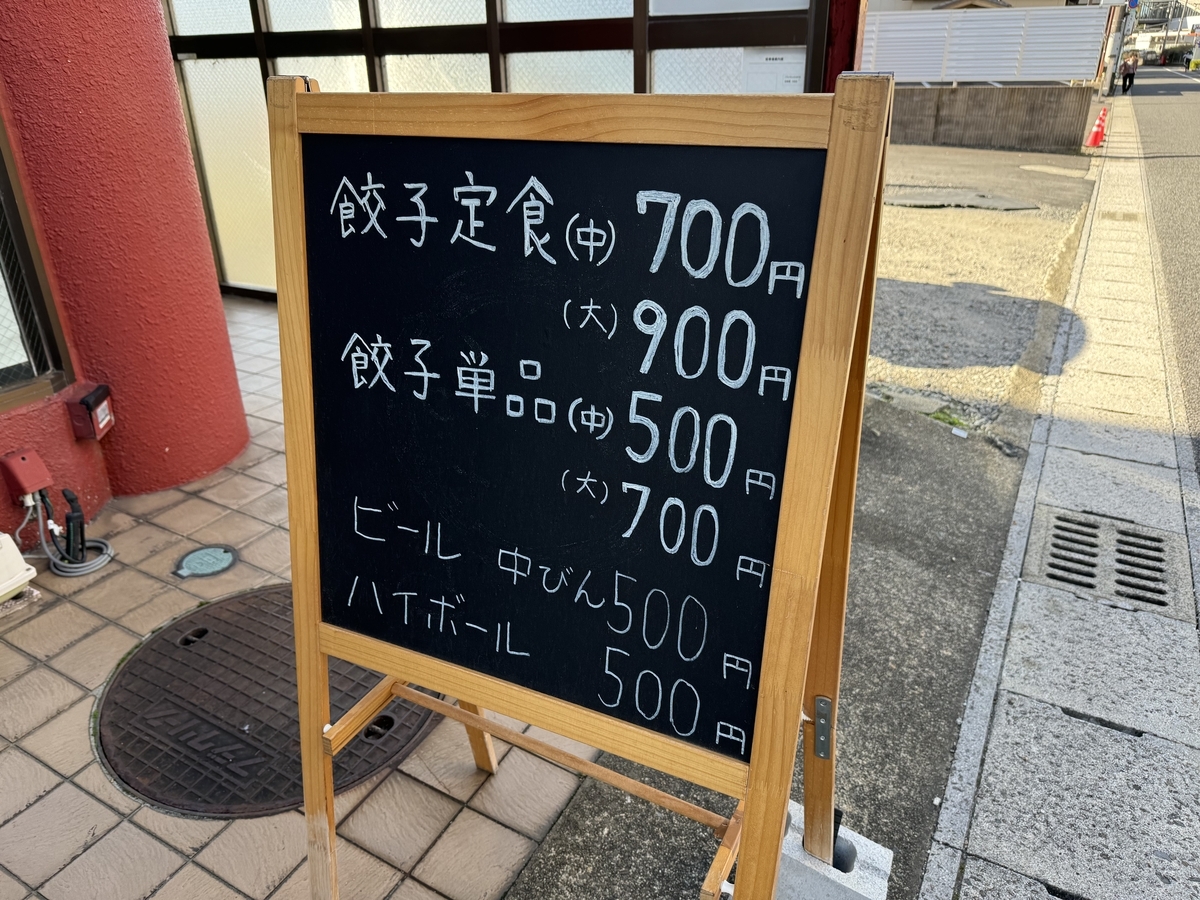 餃子定食(中) 700円
(大) 900円
餃子単品(中) 500円
(大) 700円
ビール 中びん 500円
ハイボール 500円